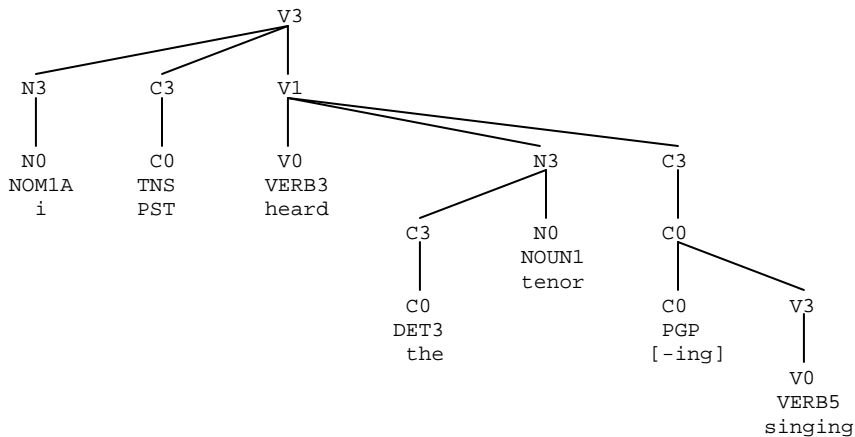 V3
N3 C3 V1
N0 C0 V0 N3 C3
NOM1A TNS VERB3
i PST heard
C3 N0 C0
NOUN1
tenor
C0 C0 V3
DET3 PGP
the [-ing]
V0
VERB5
singing